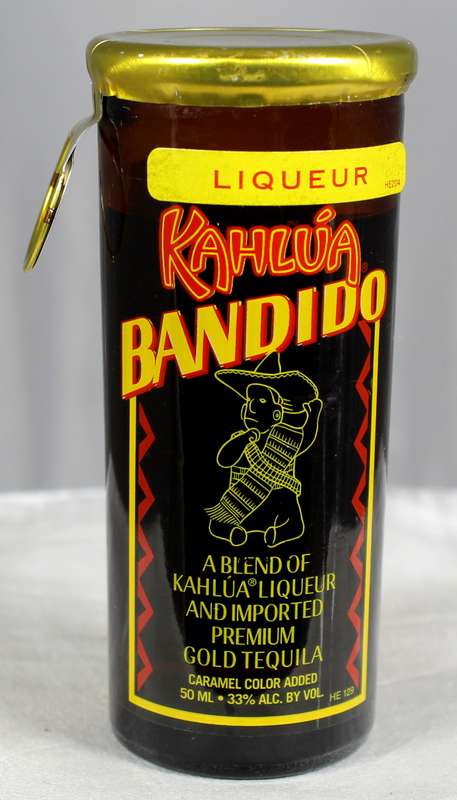 LIQUEUR
HE204
KAHLÚA®
BANDIDO
A BLEND OF
KAHLÚA® LIQUEUR
AND IMPORTED
PREMIUM
GOLD TEQUILA
CARAMEL COLOR ADDED
50 ML • 33% ALC. BY VOL.
HE 129